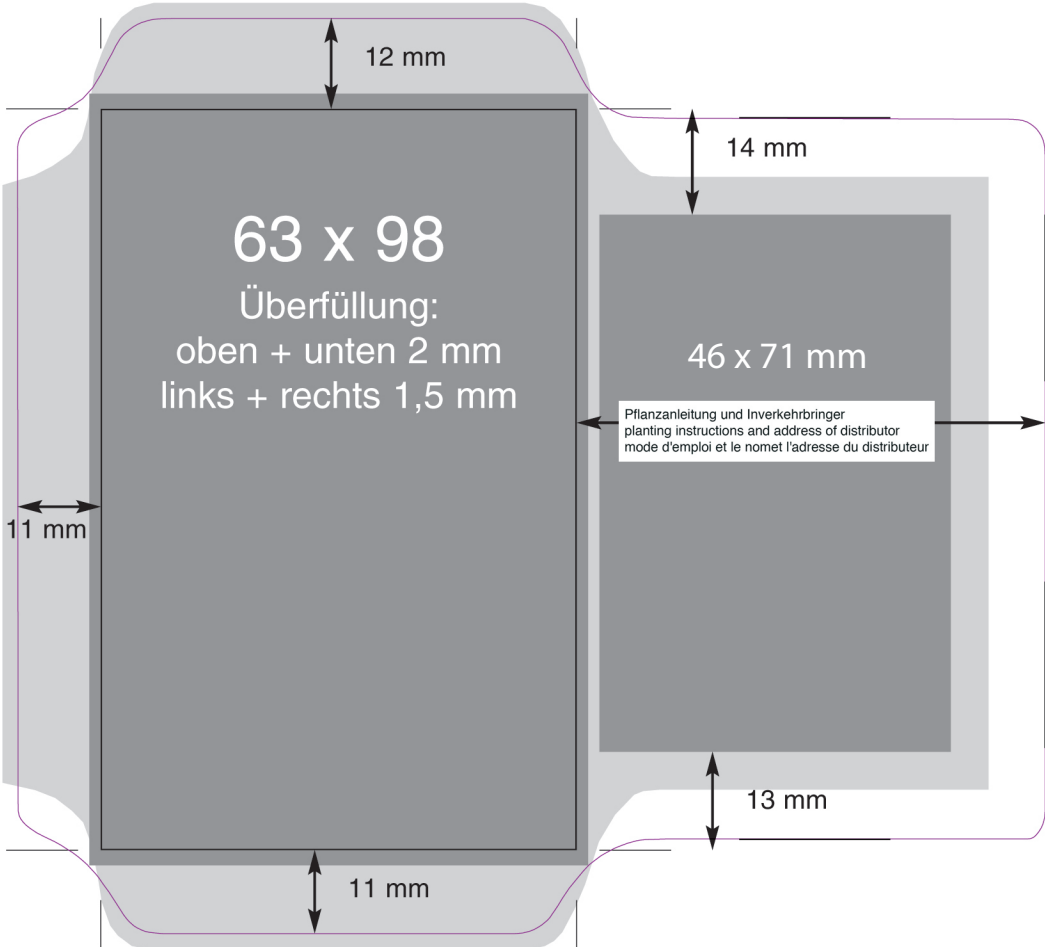 12 mm
14 mm
63 x 98
Überfüllung:
oben + unten 2 mm
links + rechts 1,5 mm
46 x 71 mm
Pflanzanleitung und Inverkehrbringer
planting instructions and address of distributor
mode d'emploi et le nomet l'adresse du distributeur
11 mm
13 mm
11 mm